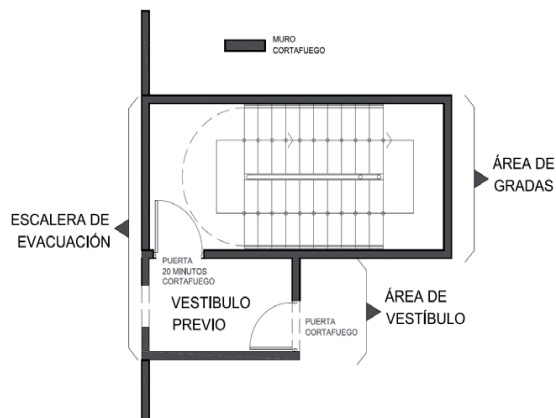 MURO
CORTAFUEGO
ÁREA DE
GRADAS
ESCALERA DE
EVACUACIÓN
PUERTA
20 MINUTOS
CORTAFUEGO
VESTIBULO
PREVIO
PUERTA
CORTAFUEGO
ÁREA DE
VESTÍBULO